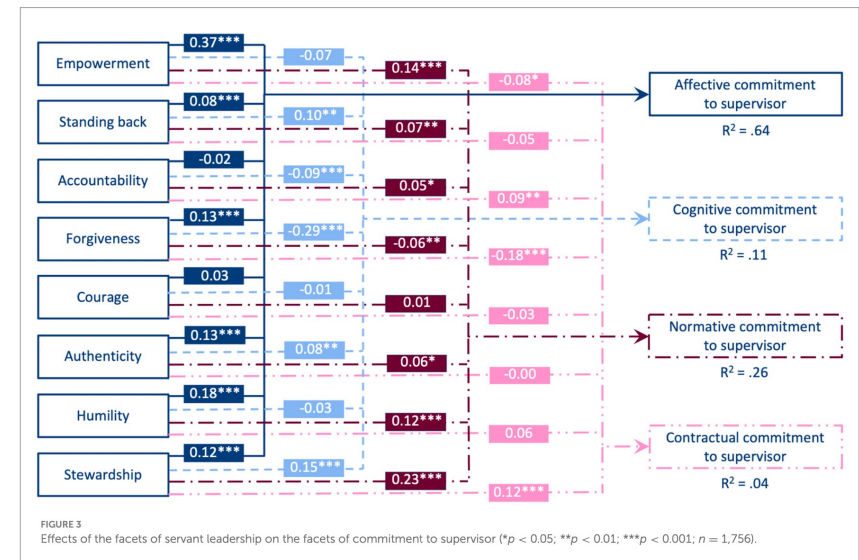 Empowerment
0.37***
-0.07
0.14***
-0.08*
Standing back
0.08***
0.10**
0.07**
-0.05
Accountability
-0.02
-0.09***
0.05*
0.09**
Forgiveness
0.13***
-0.29***
-0.06**
-0.18***
Courage
0.03
-0.01
0.01
-0.03
Authenticity
0.13***
0.08**
0.06*
-0.00
Humility
0.18***
-0.03
0.12***
0.06
Stewardship
0.12***
0.15***
0.23***
0.12***
Affective commitment
to supervisor
R² = .64
Cognitive commitment
to supervisor
R² = .11
Normative commitment
to supervisor
R² = .26
Contractual commitment
to supervisor
R² = .04
FIGURE 3
Effects of the facets of servant leadership on the facets of commitment to supervisor (*p < 0.05; **p < 0.01; ***p < 0.001; n = 1,756).